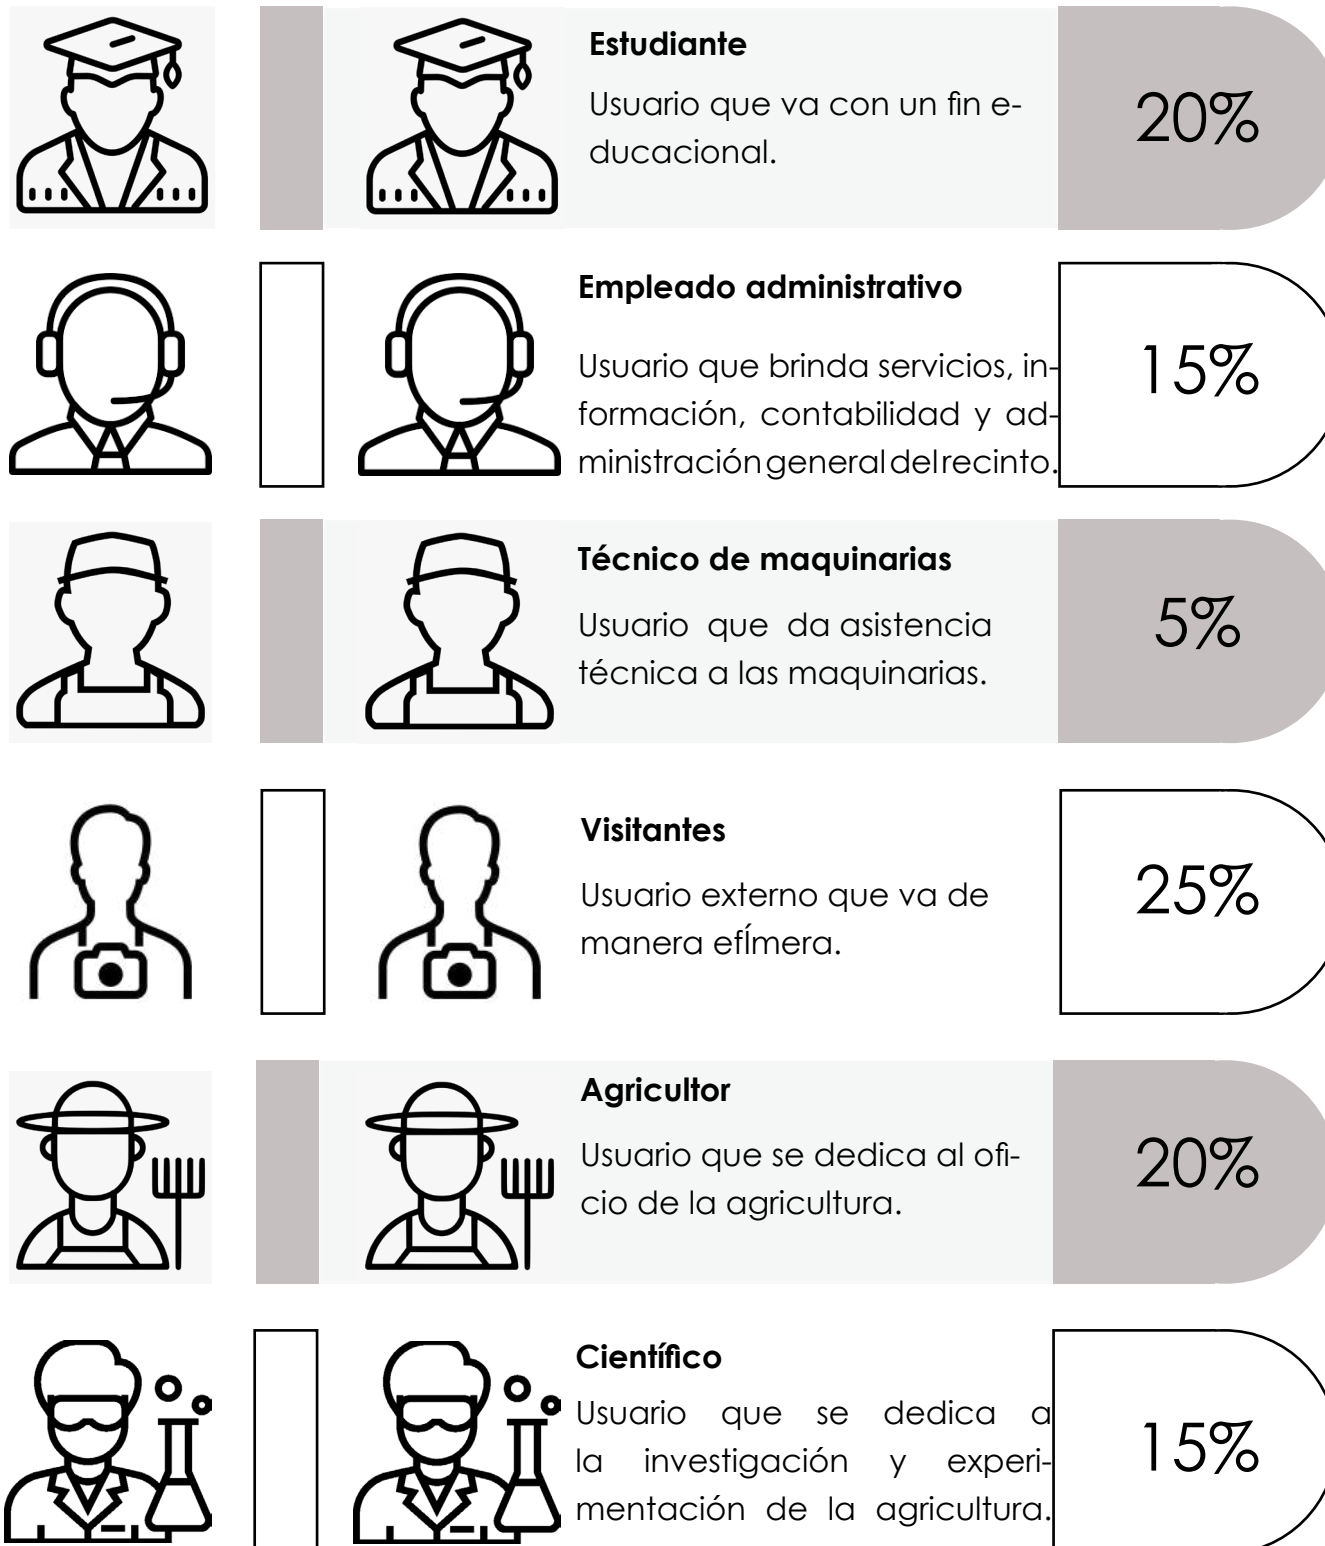 Estudiante
Usuario que va con un fin e-
ducacional.
20%
Empleado administrativo
Usuario que brinda servicios, in-
formación, contabilidad y ad-
ministración general del recinto.
15%
Técnico de maquinarias
Usuario que da asistencia
técnica a las maquinarias.
5%
Visitantes
Usuario externo que va de
manera efÍmera.
25%
Agricultor
Usuario que se dedica al ofi-
cio de la agricultura.
20%
Científico
Usuario que se dedica a
la investigación y experi-
mentación de la agricultura.
15%